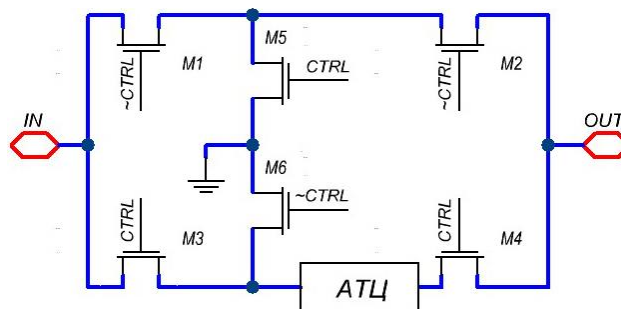 M1
M5
CTRL
M2
~CTRL
~CTRL
IN
OUT
M6
~CTRL
CTRL
M3
CTRL
M4
АТЦ